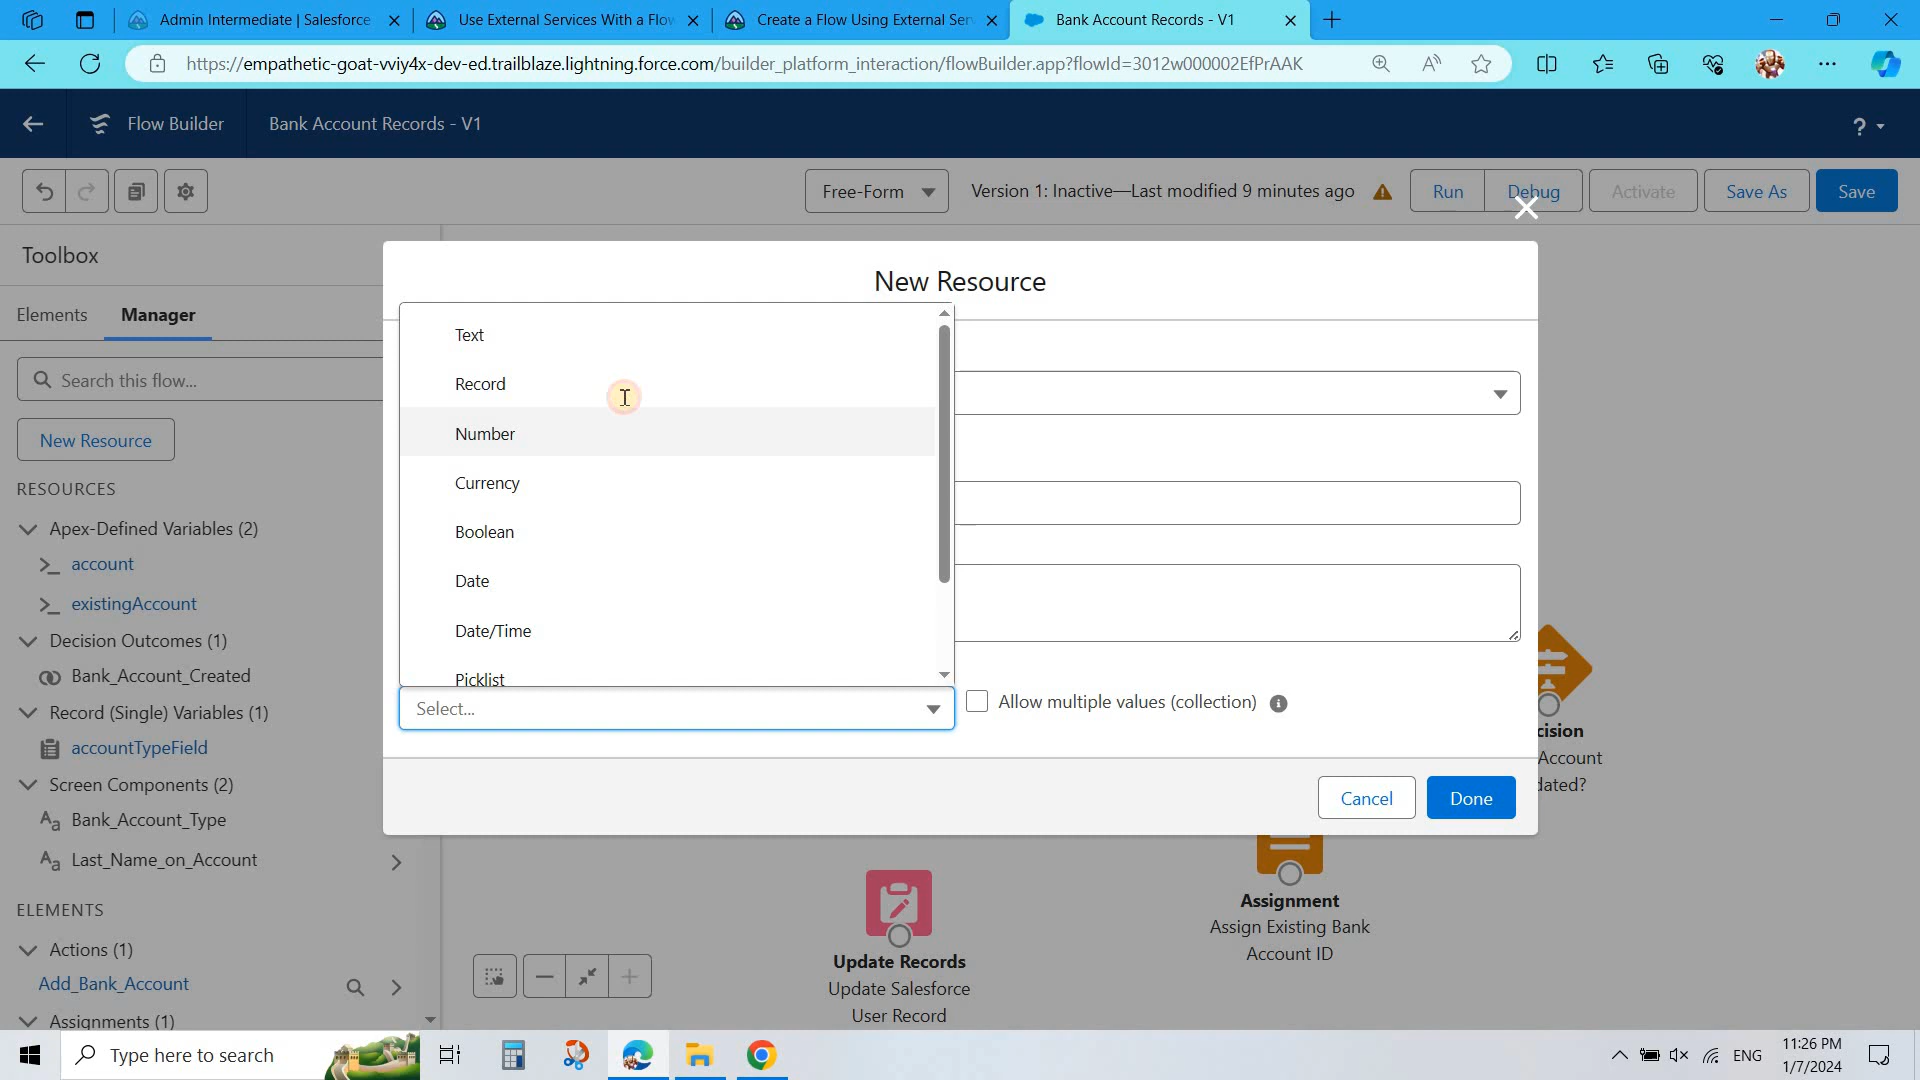 Admin Intermediate | Salesforce
Use External Services With a Flow
Create a Flow Using External Ser
Bank Account Records - V1
https://empathetic-goat-vviy4x-dev-ed.trailblaze.lightning.force.com/builder_platform_interaction/flowBuilder.app?flowId=3012w000002EfPrAAK
Flow Builder
Bank Account Records - V1
?
Free-Form
Version 1: Inactive—Last modified 9 minutes ago
Run
Debug
Activate
Save As
Save
Toolbox
Elements
Manager
Search this flow...
New Resource
RESOURCES
Apex-Defined Variables (2)
account
existingAccount
Decision Outcomes (1)
Bank_Account_Created
Record (Single) Variables (1)
accountTypeField
Screen Components (2)
Bank_Account_Type
Last_Name_on_Account
ELEMENTS
Actions (1)
Add_Bank_Account
Assignments (1)
New Resource
Text
Record
Number
Currency
Boolean
Date
Date/Time
Picklist
Select...
Allow multiple values (collection)
Cancel
Done
cision
Account
dated?
Assignment
Assign Existing Bank
Account ID
Update Records
Update Salesforce
User Record
Type here to search
ENG
11:26 PM
1/7/2024